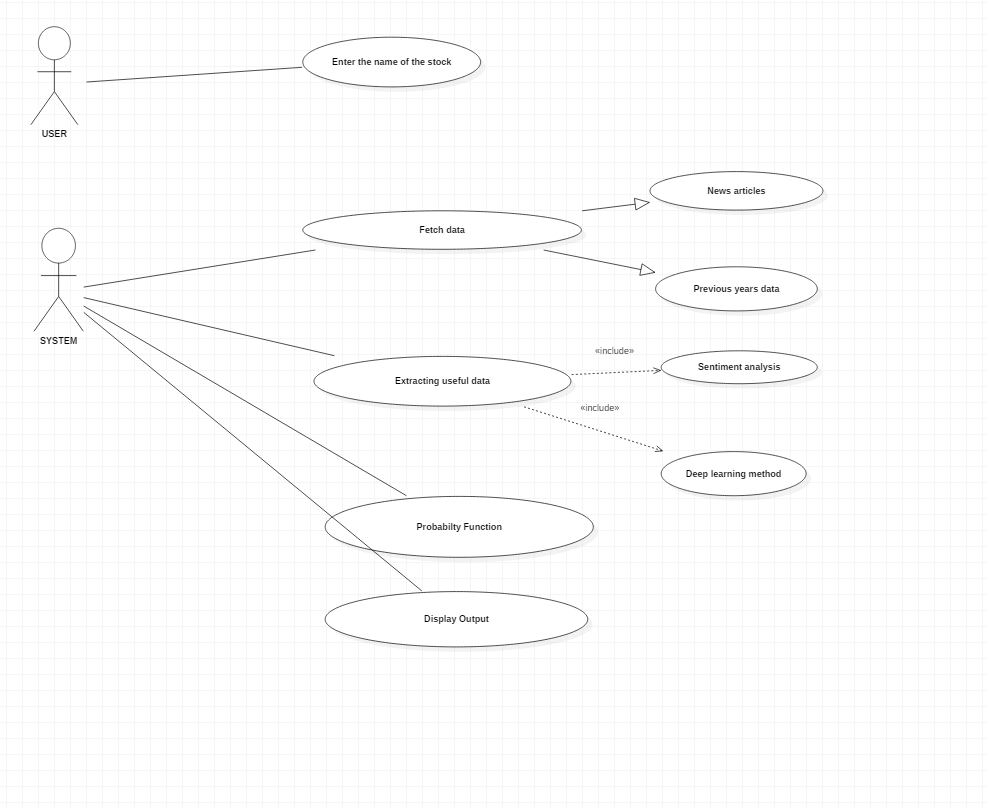 Enter the name of the stock
USER
News articles
Fetch data
Previous years data
SYSTEM
«include»
Sentiment analysis
Extracting useful data
«include»
Deep learning method
Probabilty Function
Display Output